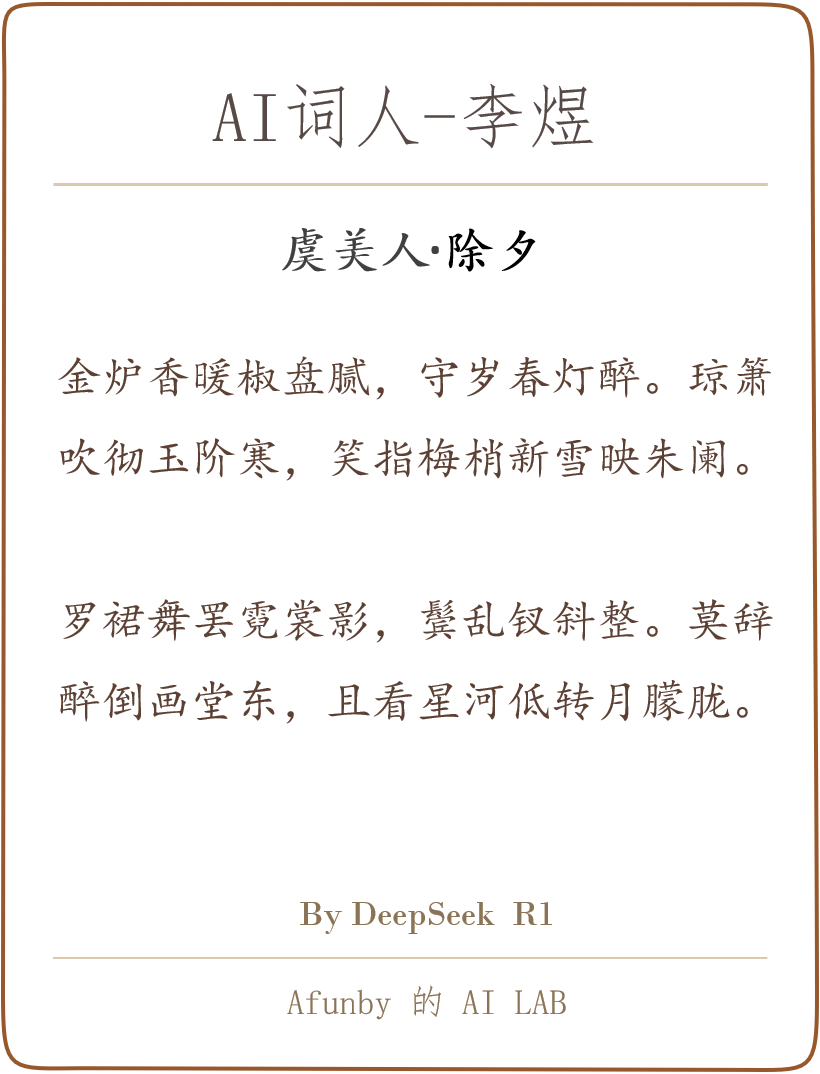 AI词人-李煜
虞美人·除夕
金炉香暖椒盘腻，守岁春灯醉。琼箫
吹彻玉阶寒，笑指梅梢新雪映朱阑。
罗裙舞罢霓裳影，鬓乱钗斜整。莫辞
醉倒画堂东，且看星河低转月朦胧。
By DeepSeek R1
Afunby 的 AI LAB